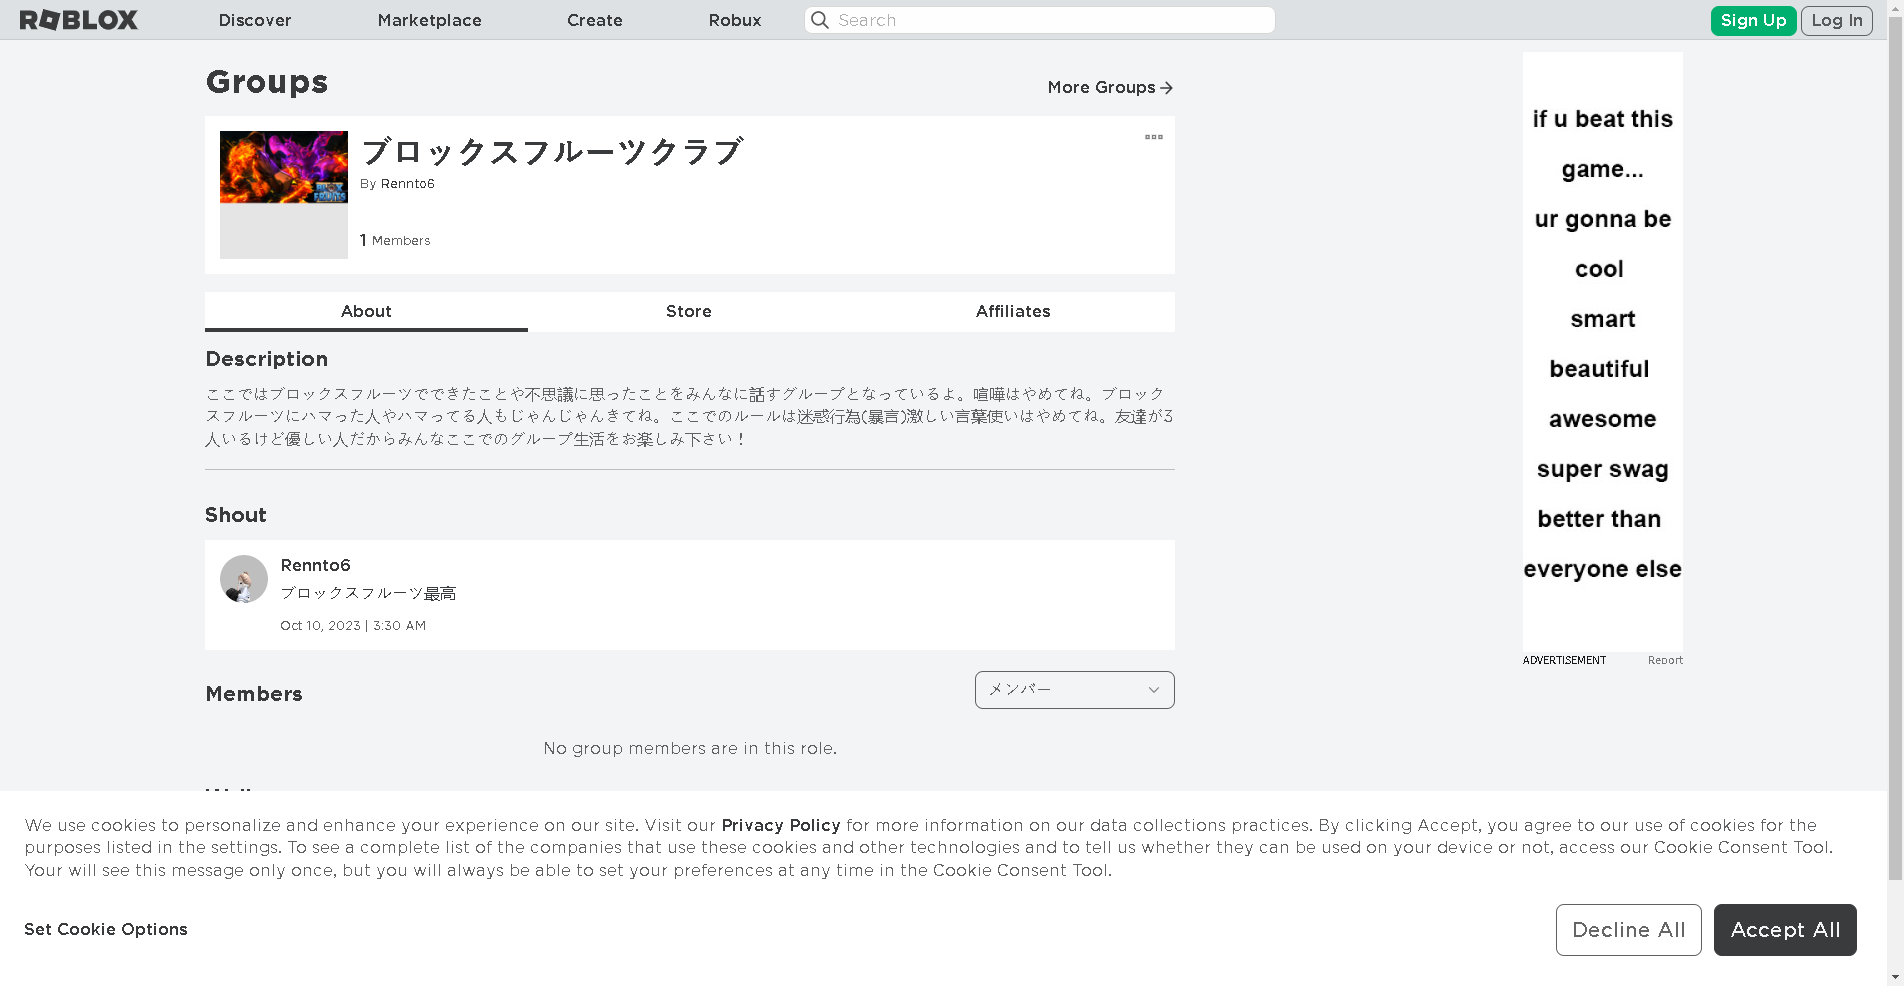 ROBLOX
Discover
Marketplace
Create
Robux
Search
Sign Up
Log In
Groups
More Groups
ブロックスフルーツクラブ
By Rennto6
1 Members
About
Store
Affiliates
Description
ここではブロックスフルーツでできたことや不思議に思ったことをみんなに話すグループとなっているよ。喧嘩はやめてね。ブロック
スフルーツにハマった人やハマってる人もじゃんじゃんきてね。ここでのルールは迷惑行為(暴言)激しい言葉使いはやめてね。友達が3
人いるけど優しい人だからみんなここでのグループ生活をお楽しみ下さい！
Shout
Rennto6
ブロックスフルーツ最高
Oct 10, 2023 | 3:30 AM
Members
メンバー
No group members are in this role.
if u beat this
game...
ur gonna be
cool
smart
beautiful
awesome
super swag
better than
everyone else
ADVERTISEMENT
Report
We use cookies to personalize and enhance your experience on our site. Visit our Privacy Policy for more information on our data collections practices. By clicking Accept, you agree to our use of cookies for the
purposes listed in the settings. To see a complete list of the companies that use these cookies and other technologies and to tell us whether they can be used on your device or not, access our Cookie Consent Tool.
Your will see this message only once, but you will always be able to set your preferences at any time in the Cookie Consent Tool.
Set Cookie Options
Decline All
Accept All